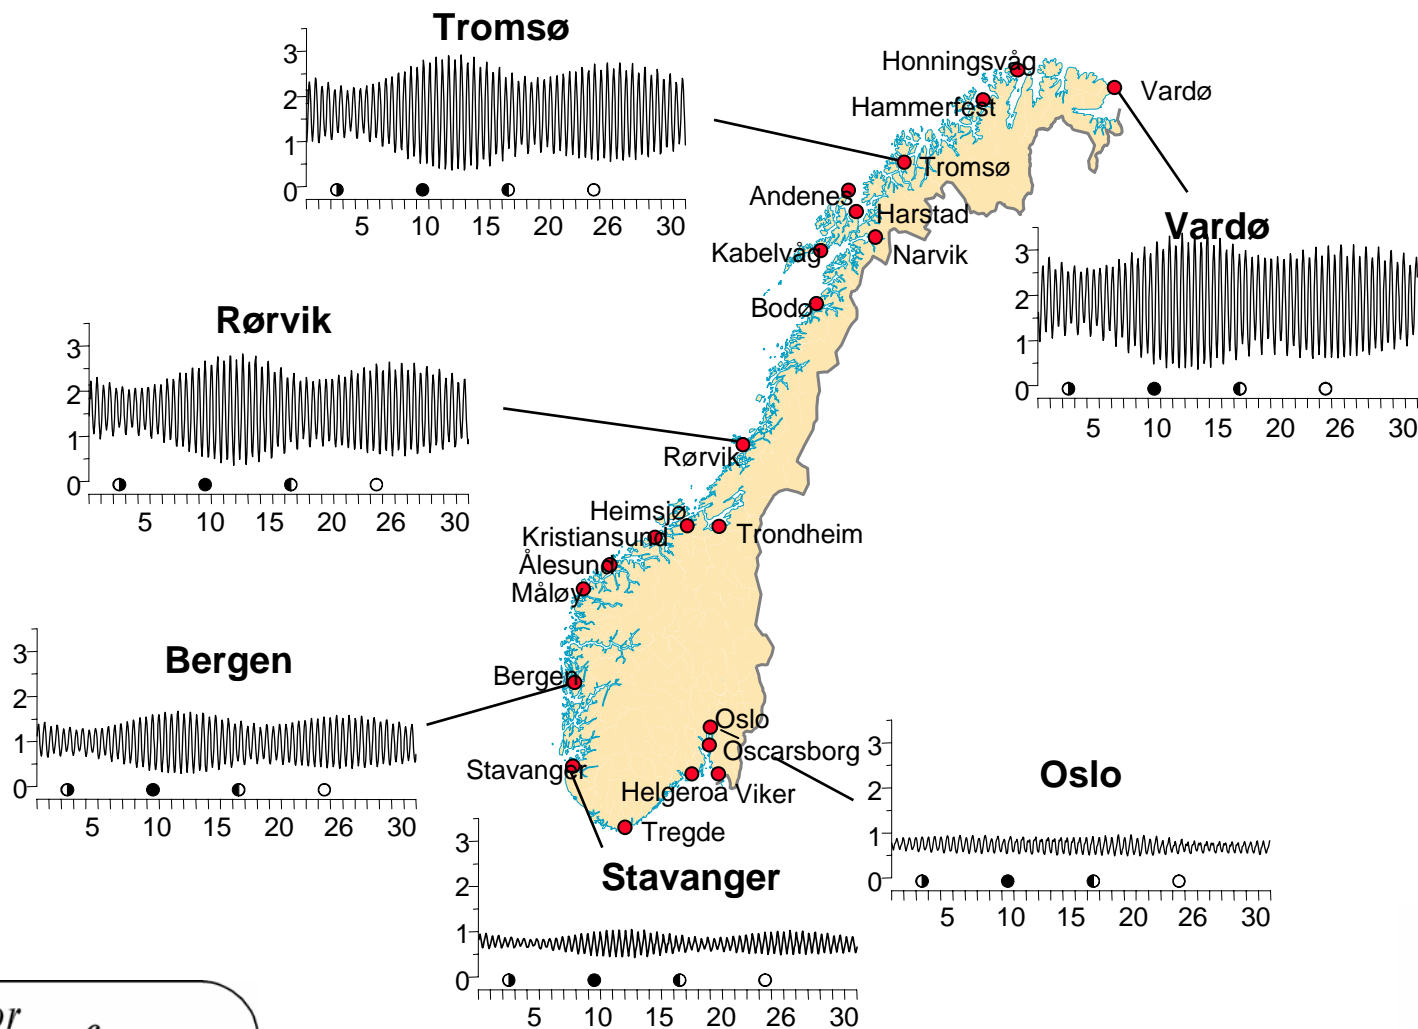 Tromsø
3
2
1
0
5 10 15 20 26 30
Honningsvåg
Vardø
Hammerfest
Tromsø
Andenes
Harstad
Kabelvåg
Narvik
Bodø
Vardø
3
2
1
0
5 10 15 20 26 30
Rørvik
3
2
1
0
5 10 15 20 26 30
Rørvik
Heimsjø
Kristiansund
Trondheim
Ålesund
Måløy
Bergen
3
2
1
0
5 10 15 20 26 30
Bergen
Oslo
Oscarsborg
Stavanger
Helgeroa
Viker
Tregde
Oslo
3
2
1
0
5 10 15 20 26 30
Stavanger
3
2
1
0
5 10 15 20 26 30
or